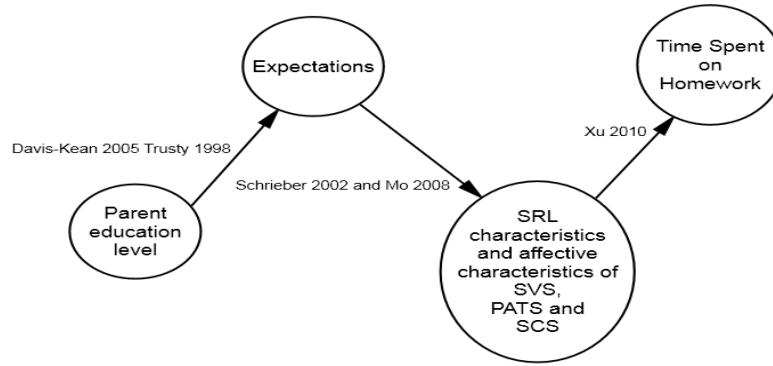 Time Spent
on
Homework
Expectations
Xu 2010
Davis-Kean 2005 Trusty 1998
Schrieber 2002 and Mo 2008
Parent
education
level
SRL
characteristics
and affective
characteristics of
SVS,
PATS and
SCS